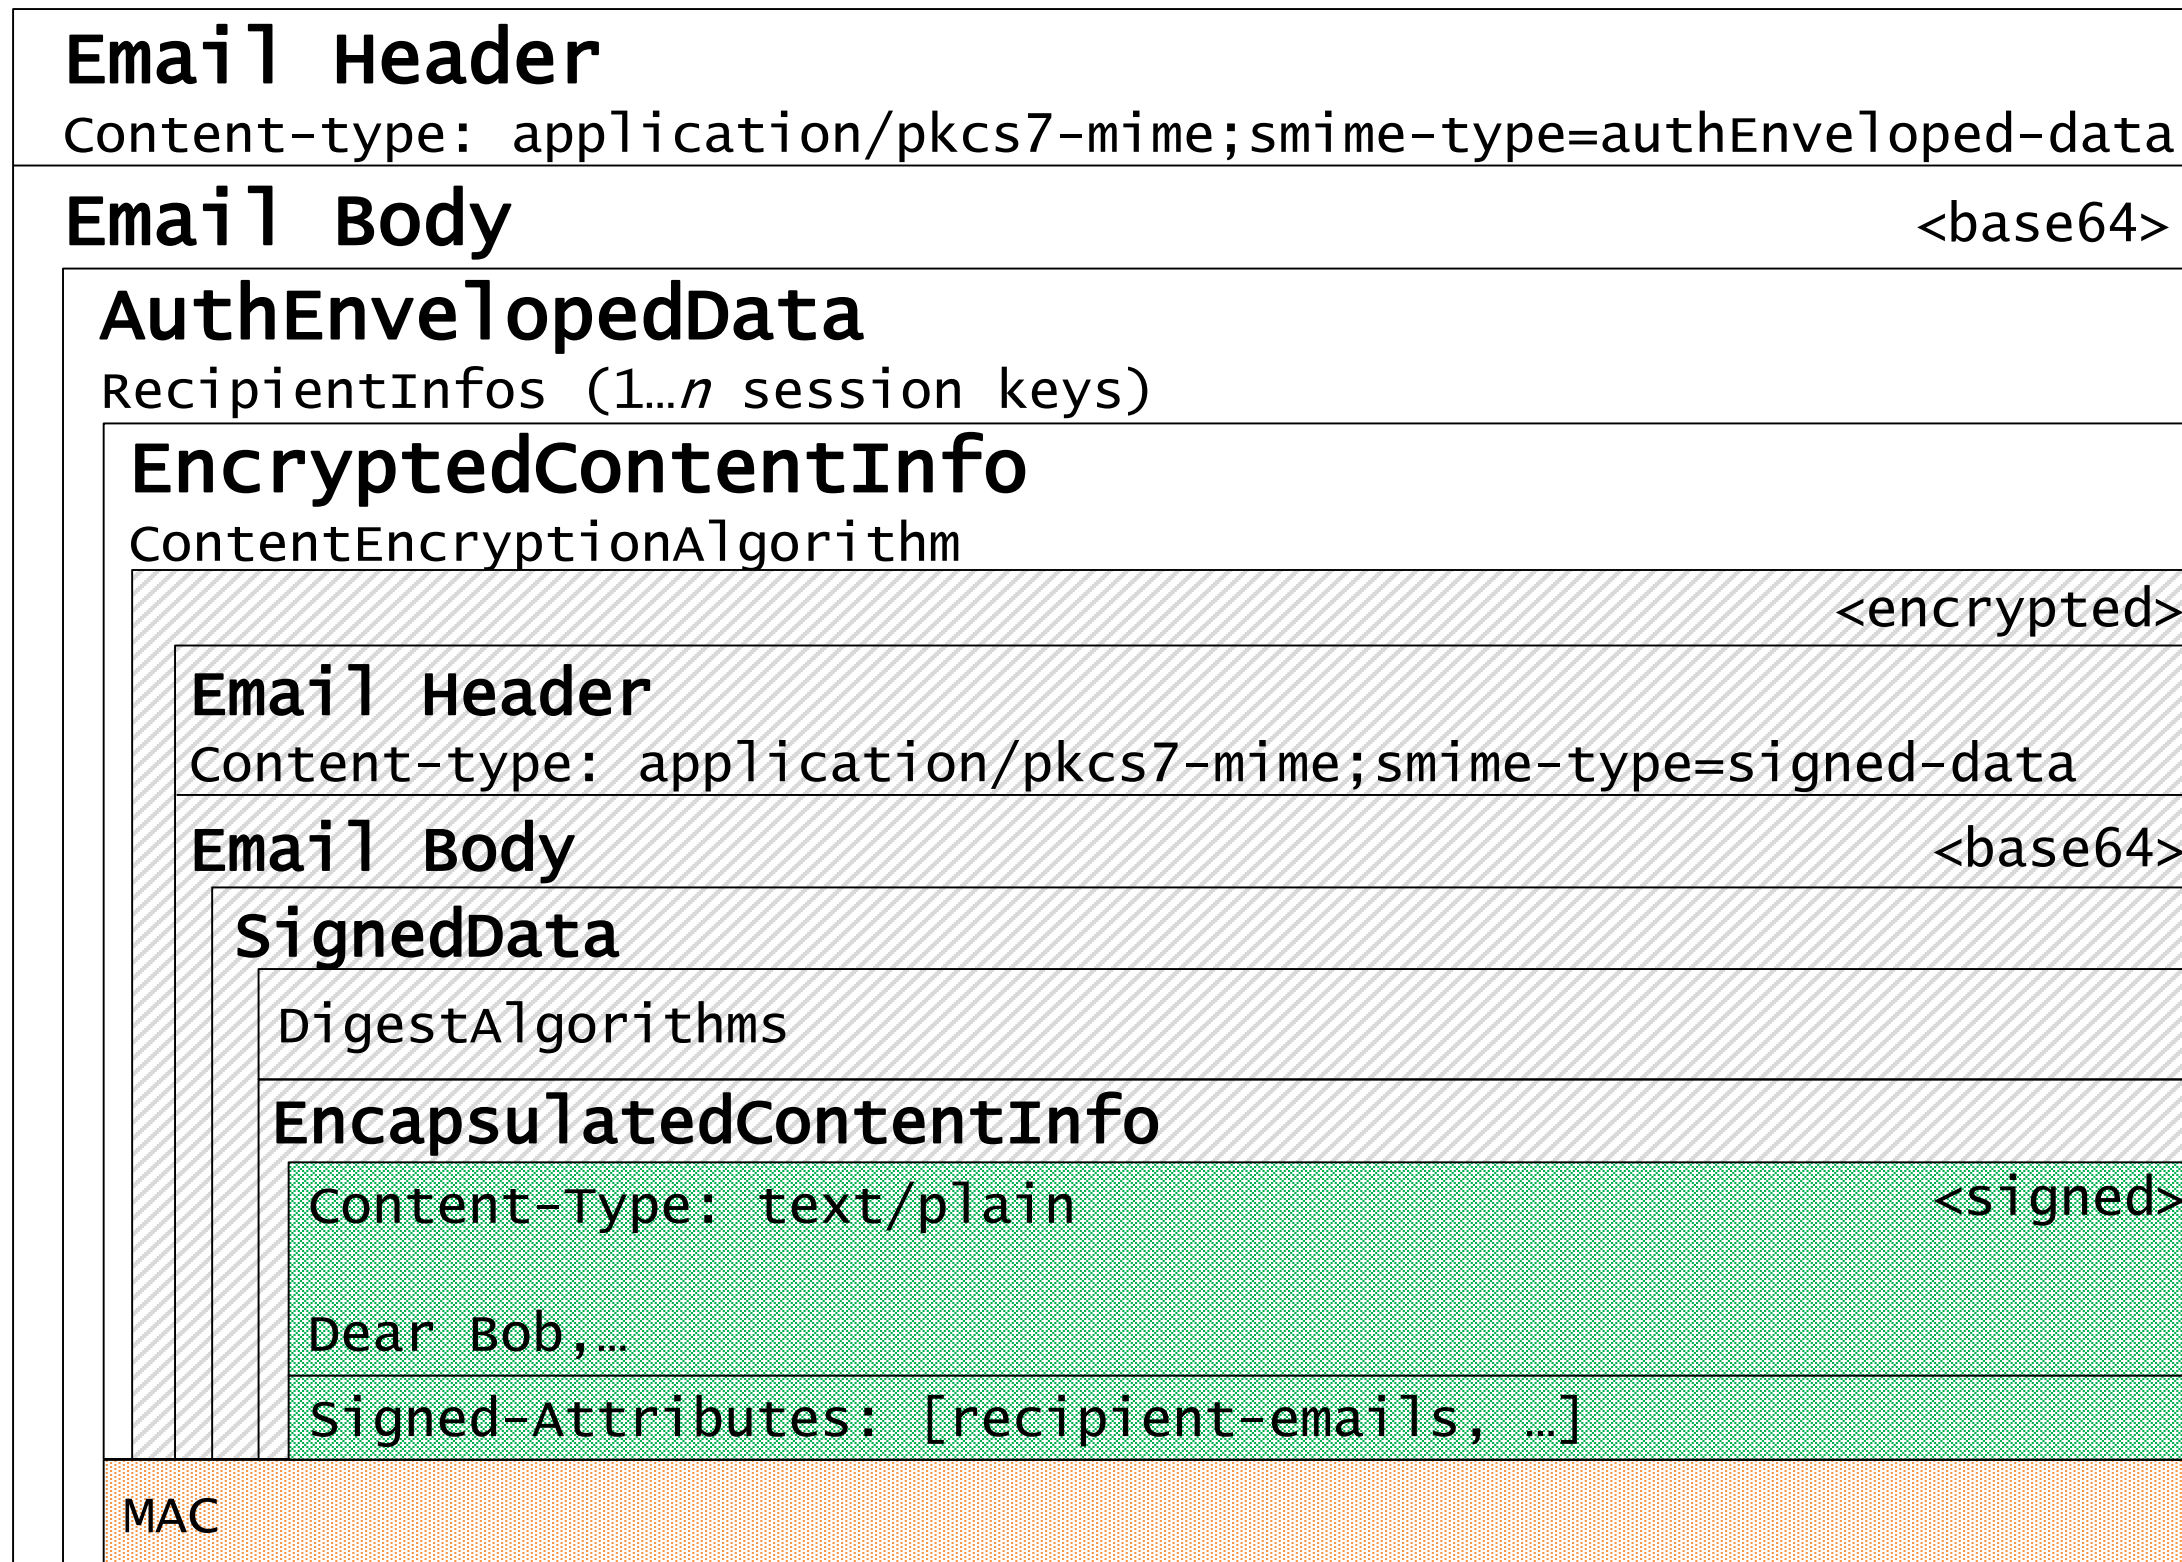 Email Header
Content-type: application/pkcs7-mime;smime-type=authEnveloped-data
Email Body <base64>
AuthEnvelopedData
RecipientInfos (1…n session keys)
EncryptedContentInfo
ContentEncryptionAlgorithm
<encrypted>
Email Header
Content-type: application/pkcs7-mime;smime-type=signed-data
Email Body <base64>
SignedData
DigestAlgorithms
EncapsulatedContentInfo
Content-Type: text/plain <signed>
Dear Bob,…
Signed-Attributes: [recipient-emails, …]
MAC